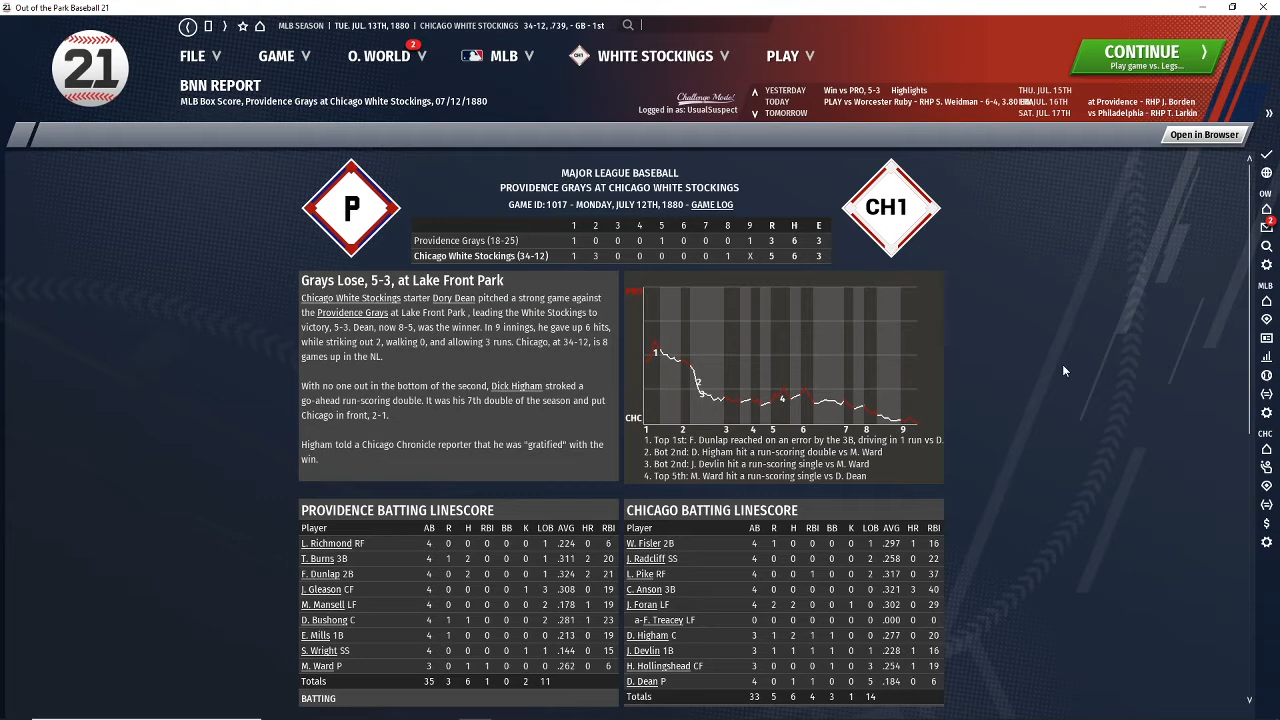 21 Out of the Park Baseball 21
MLB SEASON | TUE. JUL. 13TH, 1880 | CHICAGO WHITE STOCKINGS 34-12, .739, - GB - 1st
21
FILE GAME O. WORLD 2 MLB CH1 WHITE STOCKINGS PLAY
CONTINUE
Play game vs. Legs...
BNN REPORT
MLB Box Score, Providence Grays at Chicago White Stockings, 07/12/1880
Challenge Mode!
Logged in as: UsualSuspect
YESTERDAY Win vs PRO, 5-3 Highlights THU. JUL. 15TH
TODAY PLAY vs Worcester Ruby - RHP S. Weidman - 6-4, 3.80 JUL. 16TH at Providence - RHP J. Borden
TOMORROW SAT. JUL. 17TH vs Philadelphia - RHP T. Larkin
Open in Browser
P
MAJOR LEAGUE BASEBALL
PROVIDENCE GRAYS AT CHICAGO WHITE STOCKINGS
GAME ID: 1017 - MONDAY, JULY 12TH, 1880 - GAME LOG
CH1
1 2 3 4 5 6 7 8 9 R H E
Providence Grays (18-25) 1 0 0 0 1 0 0 0 1 3 6 3
Chicago White Stockings (34-12) 1 3 0 0 0 0 0 1 X 5 6 3
Grays Lose, 5-3, at Lake Front Park
Chicago White Stockings starter Dory Dean pitched a strong game against
the Providence Grays at Lake Front Park , leading the White Stockings to
victory, 5-3. Dean, now 8-5, was the winner. In 9 innings, he gave up 6 hits,
while striking out 2, walking 0, and allowing 3 runs. Chicago, at 34-12, is 8
games up in the NL.
With no one out in the bottom of the second, Dick Higham stroked a
go-ahead run-scoring double. It was his 7th double of the season and put
Chicago in front, 2-1.
Higham told a Chicago Chronicle reporter that he was "gratified" with the
win.
1
2
3
4
CHC
1 2 3 4 5 6 7 8 9
1. Top 1st: F. Dunlap reached on an error by the 3B, driving in 1 run vs D.
2. Bot 2nd: D. Higham hit a run-scoring double vs M. Ward
3. Bot 2nd: J. Devlin hit a run-scoring single vs M. Ward
4. Top 5th: M. Ward hit a run-scoring single vs D. Dean
PROVIDENCE BATTING LINESCORE
Player AB R H RBI BB K LOB AVG HR RBI
L. Richmond RF 4 0 0 0 0 0 1 .224 0 6
T. Burns 3B 4 1 2 0 0 0 0 .311 2 20
F. Dunlap 2B 4 0 2 0 0 0 1 .324 2 21
J. Gleason CF 4 0 0 0 0 1 3 .308 0 19
M. Mansell LF 4 0 0 0 0 0 2 .178 1 19
D. Bushong C 4 1 1 0 0 0 2 .281 1 23
E. Mills 1B 4 1 0 0 0 0 0 .213 0 19
S. Wright SS 4 0 0 0 0 1 1 .144 0 15
M. Ward P 3 0 1 1 0 0 0 .262 0 6
Totals 35 3 6 1 0 2 11
BATTING
CHICAGO BATTING LINESCORE
Player AB R H RBI BB K LOB AVG HR RBI
W. Fisler 2B 4 1 0 0 0 0 1 .297 1 16
J. Radcliff SS 4 0 0 0 0 0 2 .258 0 22
L. Pike RF 4 0 0 1 0 0 2 .317 0 37
C. Anson 3B 4 0 0 0 0 0 0 .321 3 40
J. Foran LF 4 2 2 0 0 1 0 .302 0 29
a-F. Treacey LF 0 0 0 0 0 0 0 .000 0 0
D. Higham C 3 1 2 1 1 0 0 .277 0 20
J. Devlin 1B 3 1 1 1 1 0 1 .228 1 16
H. Hollingshead CF 3 0 0 0 1 0 3 .254 1 19
D. Dean P 4 0 1 1 0 0 5 .184 0 6
Totals 33 5 6 4 3 1 14
OW
2
MLB
CHC